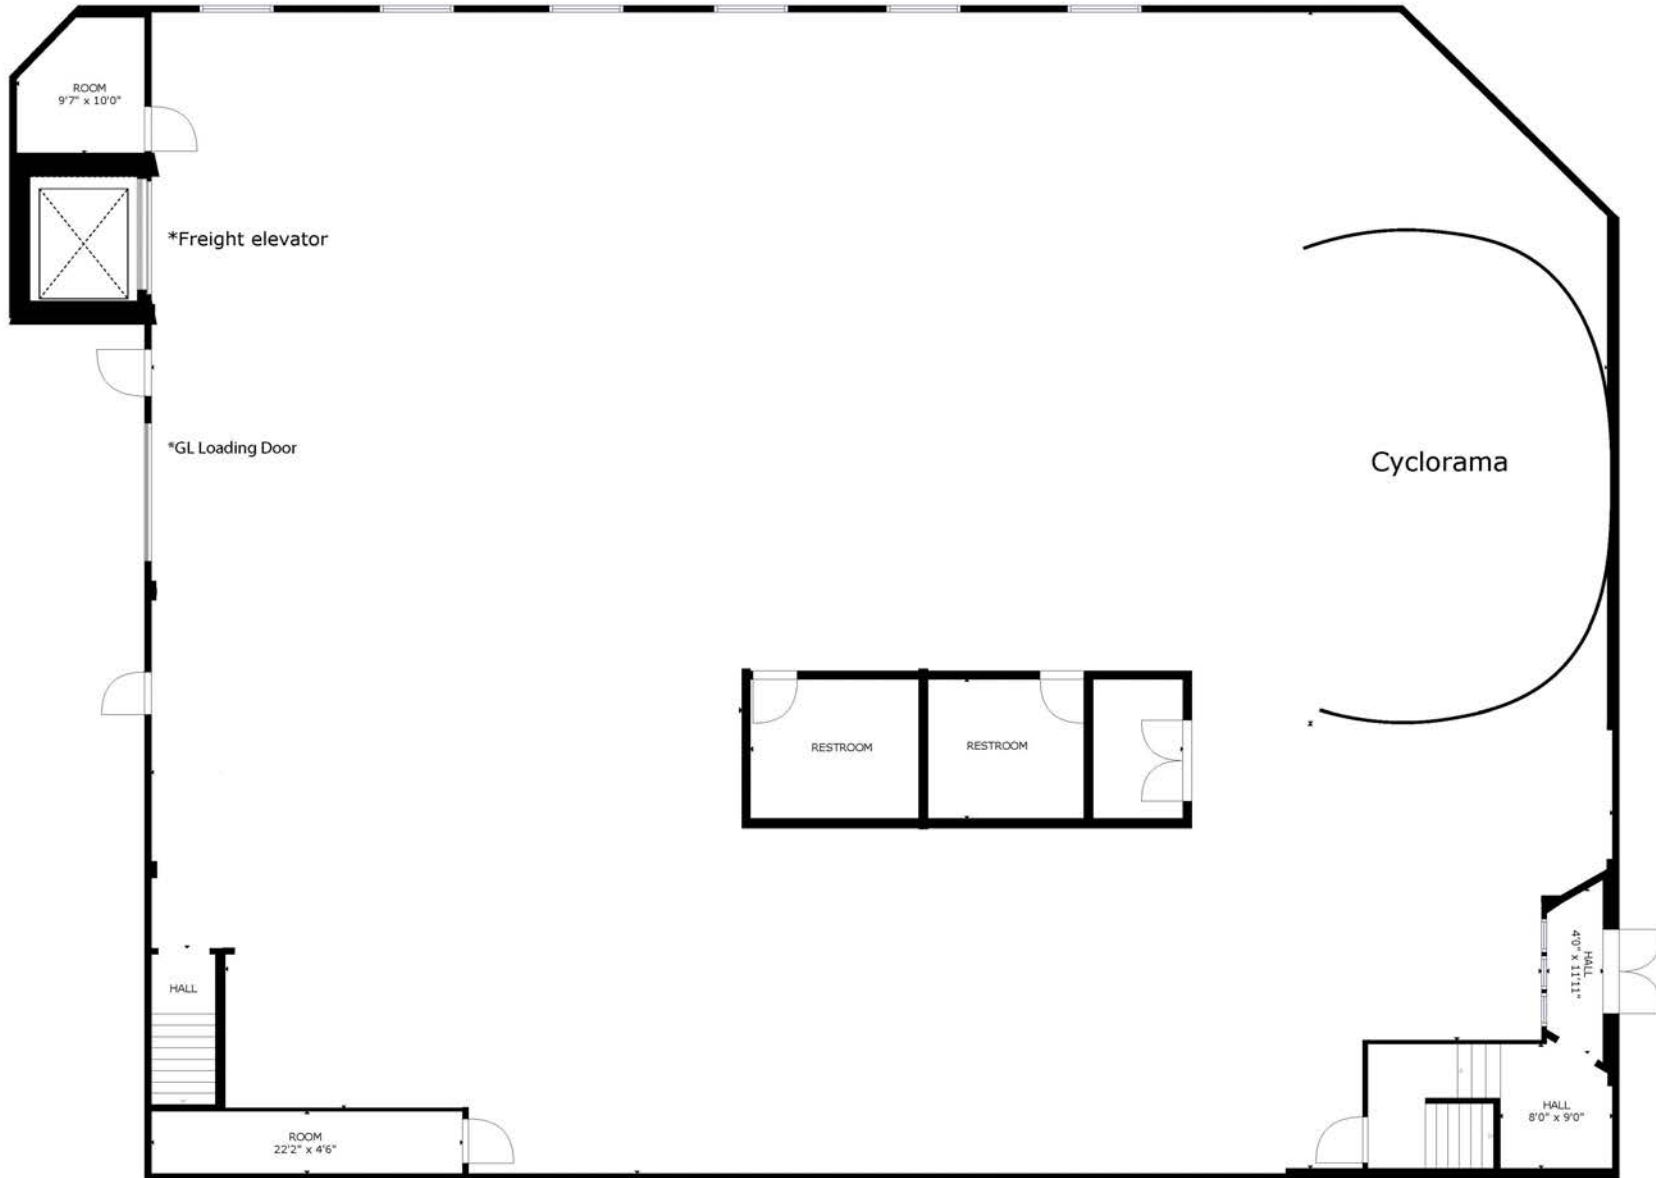 ROOM
9'7" x 10'0"
*Freight elevator
*GL Loading Door
Cyclorama
RESTROOM
RESTROOM
HALL
4'0" x 11'11"
HALL
HALL
8'0" x 9'0"
ROOM
22'2" x 4'6"